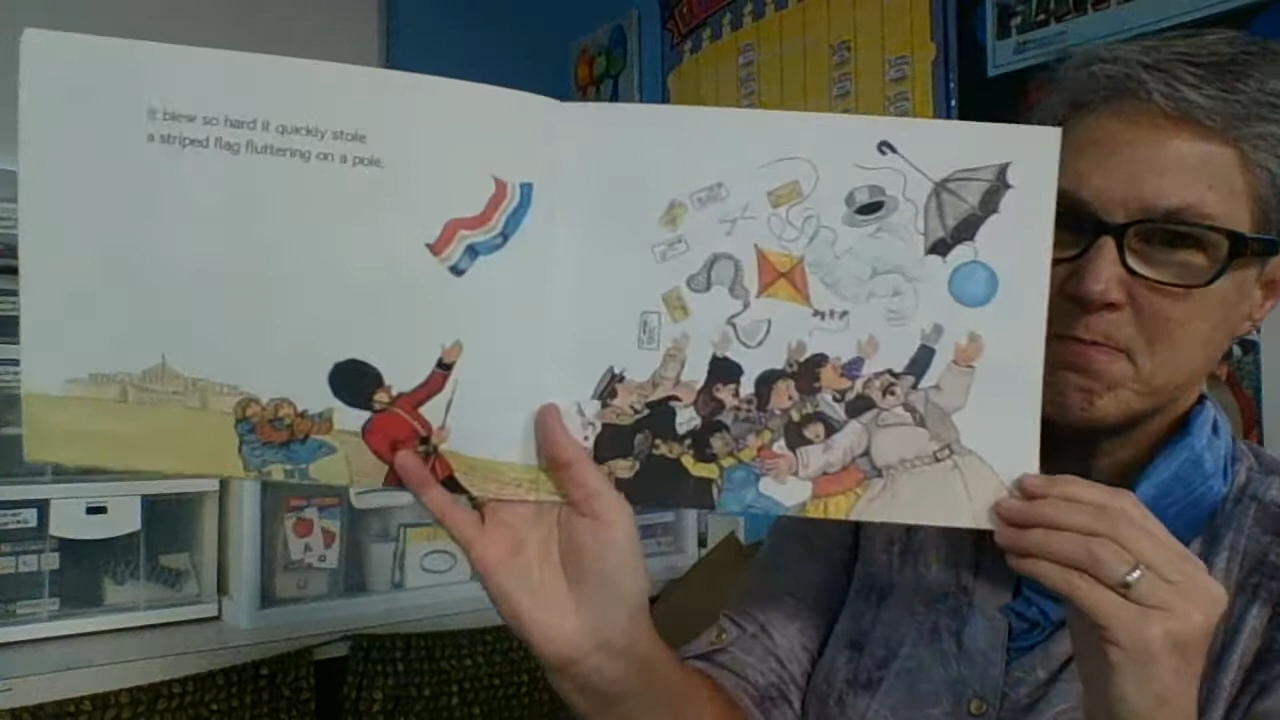 It blew so hard it quickly stole
a striped flag fluttering on a pole.